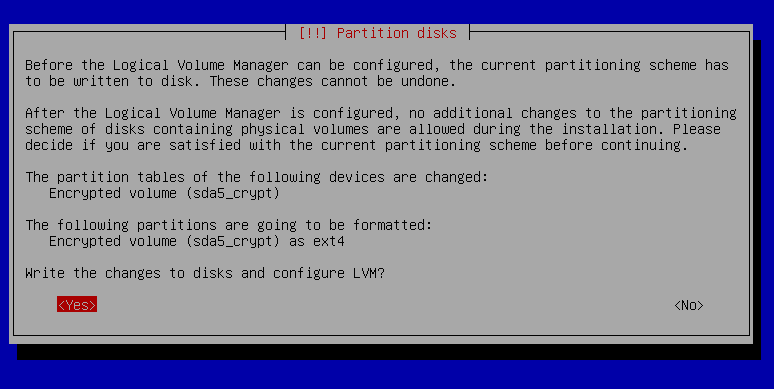 [!!] Partition disks
Before the Logical Volume Manager can be configured, the current partitioning scheme has
to be written to disk. These changes cannot be undone.
After the Logical Volume Manager is configured, no additional changes to the partitioning
scheme of disks containing physical volumes are allowed during the installation. Please
decide if you are satisfied with the current partitioning scheme before continuing.
The partition tables of the following devices are changed:
Encrypted volume (sda5_crypt)
The following partitions are going to be formatted:
Encrypted volume (sda5_crypt) as ext4
Write the changes to disks and configure LVM?
<Yes> <No>